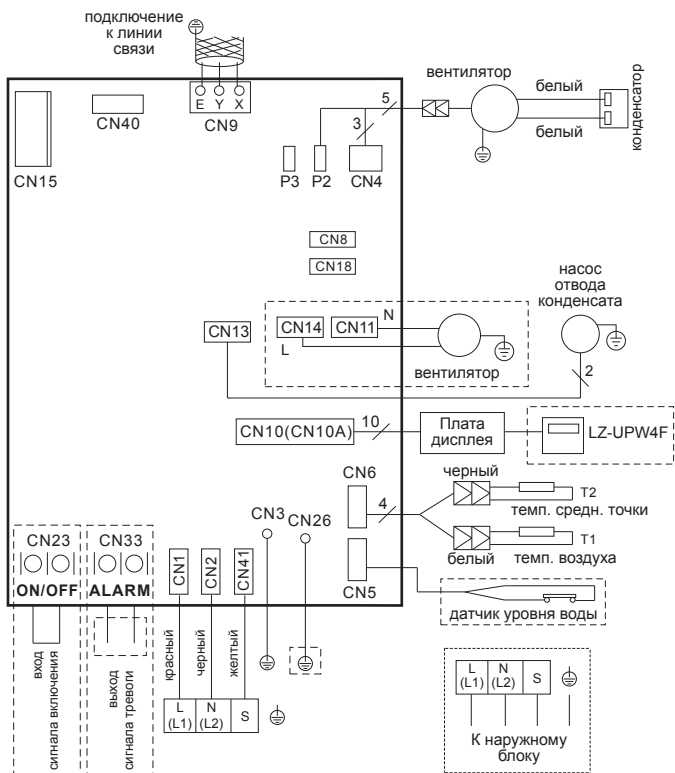 подключение
к линии
связи
E Y X
CN9
CN40
CN15
вентилятор
белый
белый
конденсатор
5
3
P3 P2 CN4
CN8
CN18
насос
отвода
конденсата
CN13
CN14 CN11 N
L
вентилятор
2
CN10(CN10A)
10
Плата
дисплея
LZ-UPW4F
CN6
4
черный
T2
темп. средн. точки
T1
белый темп. воздуха
CN5
датчик уровня воды
CN23
ON/OFF
CN33
ALARM
CN1
CN2
CN41
CN3
CN26
вход
сигнала включения
выход
сигнала тревоги
красный
черный
желтый
L N S
(L1) (L2)
L N S
(L1) (L2)
К наружному
блоку